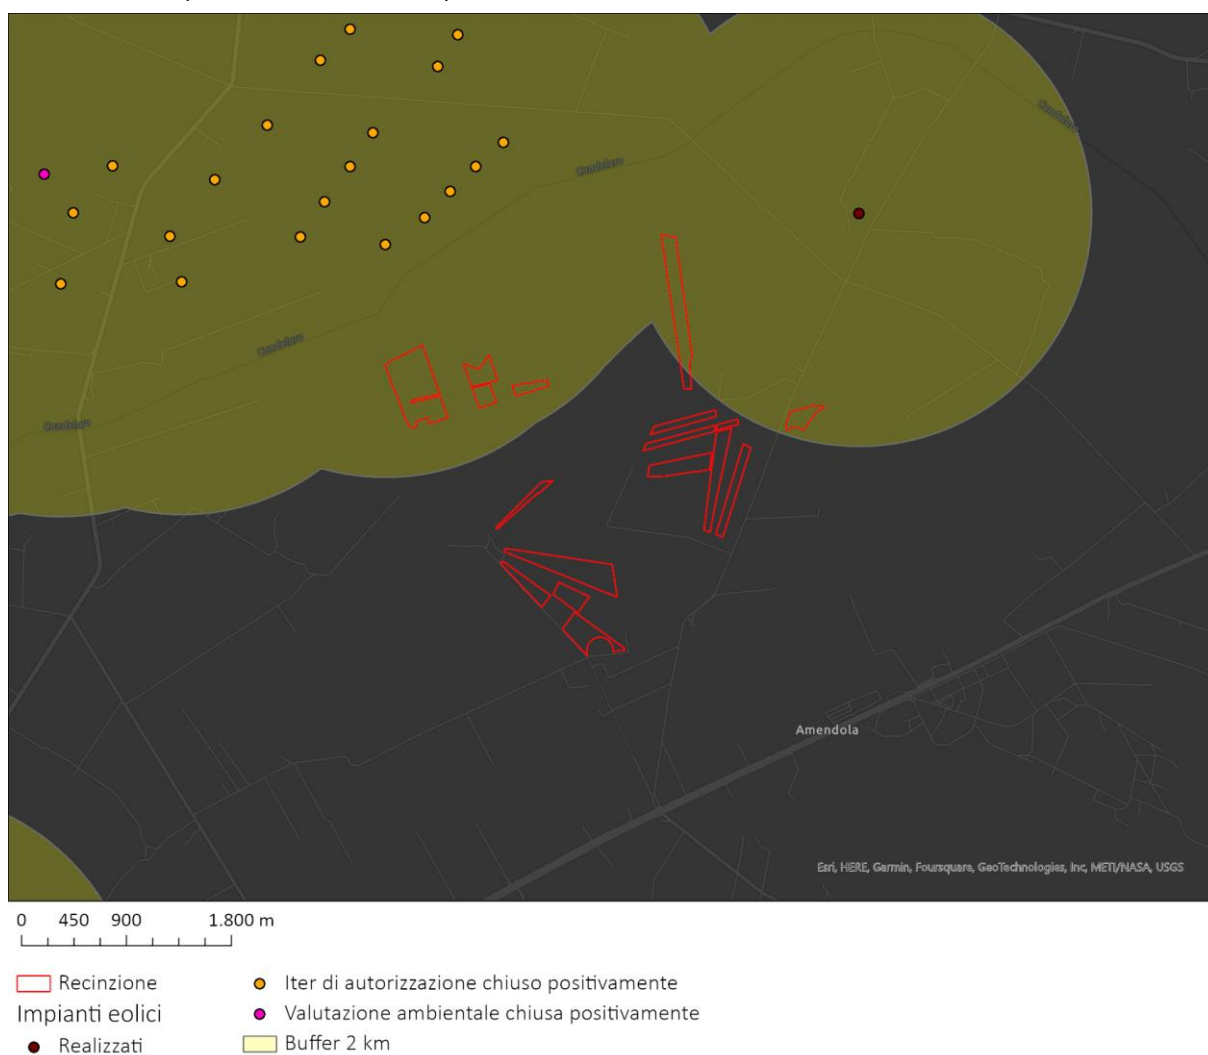 Candelaro
Candelaro
Candelaro
Candelaro
Amendola
Esri, HERE, Garmin, Foursquare, GeoTechnologies, Inc, METI/NASA, USGS
0 450 900 1.800 m
Recinzione
Impianti eolici
Realizzati
Iter di autorizzazione chiuso positivamente
Valutazione ambientale chiusa positivamente
Buffer 2 km